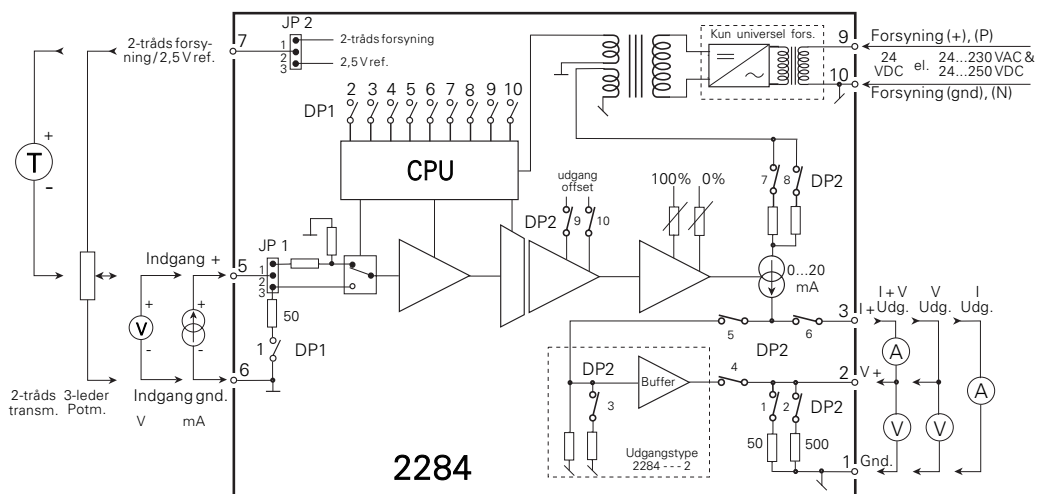 JP 2
2-tråds forsy-
ning / 2,5 V ref.
7
1
2
3
2-tråds forsyning
2,5 V ref.
Kun universel fors.
9
Forsyning (+), (P)
24
VDC
el.
24...230 VAC &
24...250 VDC
10
Forsyning (gnd), (N)
2 3 4 5 6 7 8 9 10
DP1
CPU
+
T
-
udgang
offset
DP2
9
10
100%
0%
7
8
DP2
Indgang +
5
JP 1
1
2
3
0...20
mA
+
V
-
+
-
50
1
DP1
6
Indgang gnd.
2-tråds
transm.
3-leder
Potm.
V
mA
5
6
DP2
3
I +
I + V
Udg.
V
Udg.
I
Udg.
A
DP2
3
Buffer
4
2
V +
A
1
2
DP2
50
500
V
V
Udgangstype
2284 - - - 2
1
Gnd.
2284